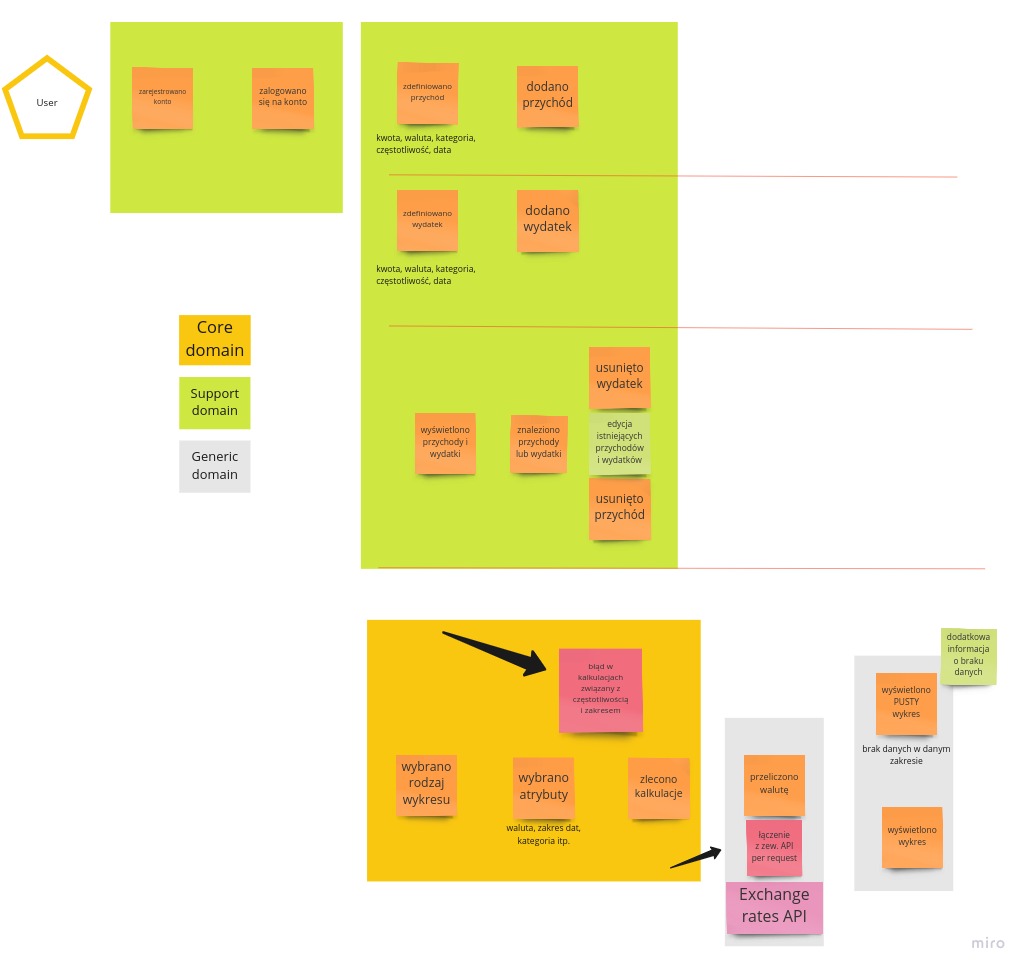 User
zarejestrowano
konto
zalogowano
się na konto
zdefiniowano
przychód
dodano
przychód
kwota, waluta, kategoria,
częstotliwość, data
zdefiniowano
wydatek
dodano
wydatek
kwota, waluta, kategoria,
częstotliwość, data
Core
domain
Support
domain
Generic
domain
usunięto
wydatek
wyświetlono
przychody i
wydatki
znaleziono
przychody
lub wydatki
edycja
istniejących
przychodów
i wydatków
usunięto
przychód
błąd w
kalkulacjach
związany z
częstotliwością
i zakresem
wybrano
rodzaj
wykresu
wybrano
atrybuty
waluta, zakres dat,
kategoria itp.
zlecono
kalkulacje
przeliczono
walutę
łączenie
z zew. API
per request
Exchange
rates API
dodatkowa
informacja
o braku
danych
wyświetlono
PUSTY
wykres
brak danych w danym
zakresie
wyświetlono
wykres
miro